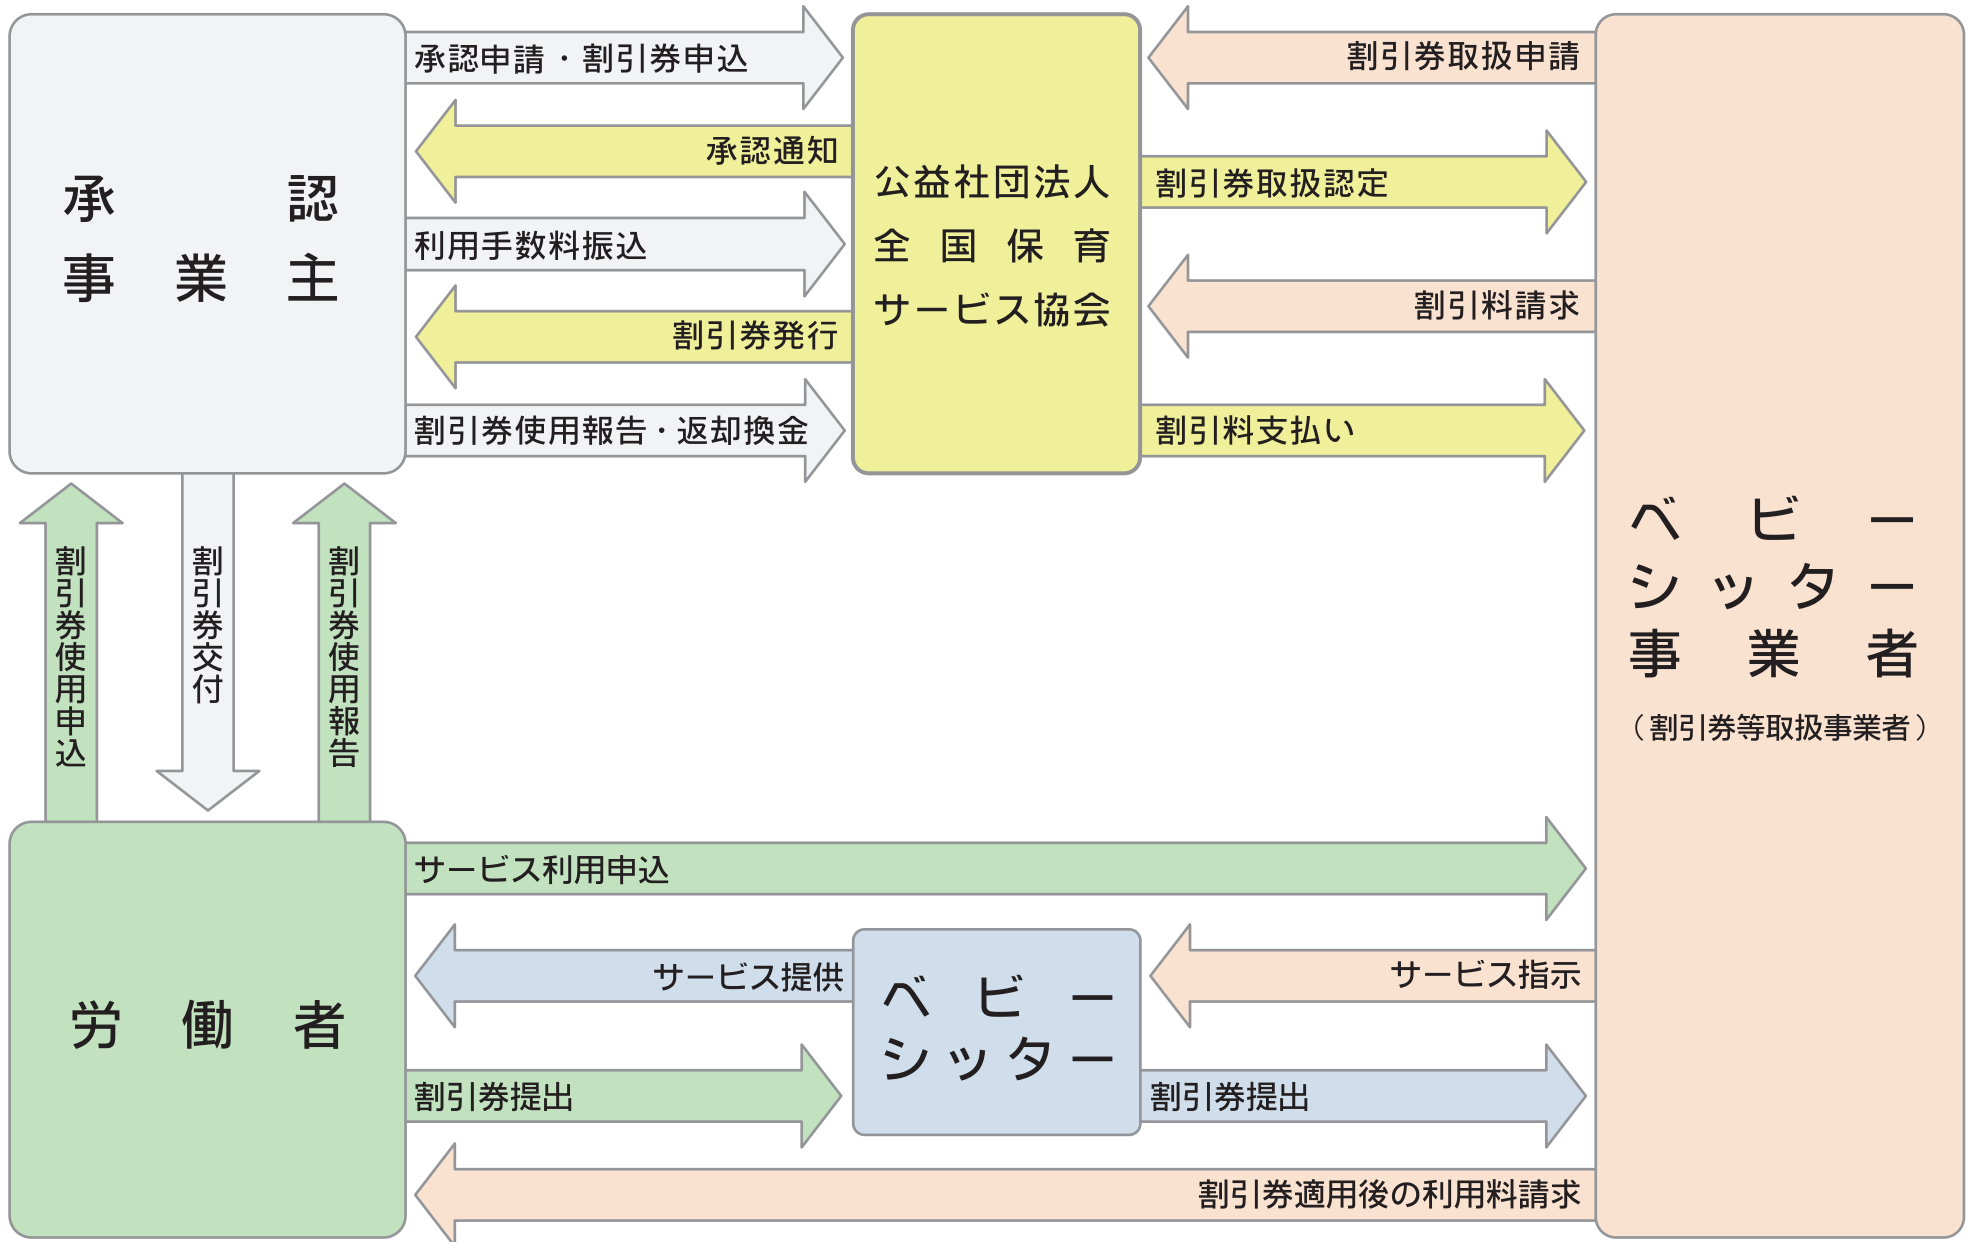 承認
事業主
承認申請・割引券申込
承認通知
利用手数料振込
割引券発行
割引券使用報告・返却換金
公益社団法人
全国保育
サービス協会
割引券取扱申請
割引券取扱認定
割引料請求
割引料支払い
ベビー
シッター
事業者
（割引券等取扱事業者）
割引券使用申込
割引券交付
割引券使用報告
労働者
サービス利用申込
サービス提供
割引券提出
ベビー
シッター
サービス指示
割引券提出
割引券適用後の利用料請求